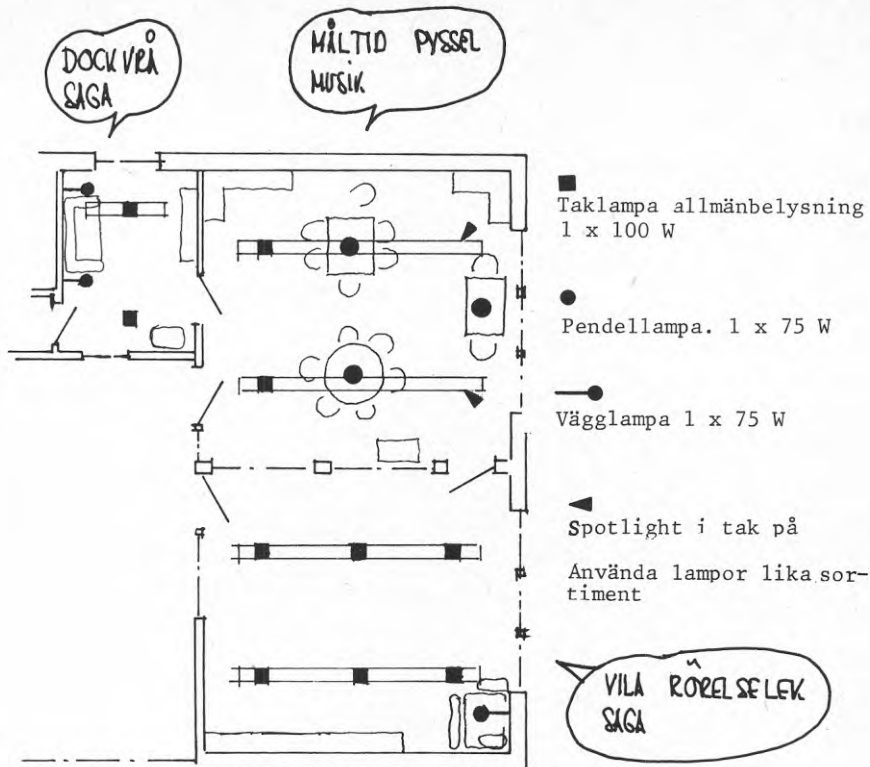 DOCKVRÅ
SAGA
MÅLTID PYSSEL
MUSIK
Taklampa allmänbelysning
1 x 100 W
Pendellampa. 1 x 75 W
Vägglampa 1 x 75 W
Spotlight i tak på
Använda lampor lika sor-
timent
VILA RÖRELSELEK
SAGA